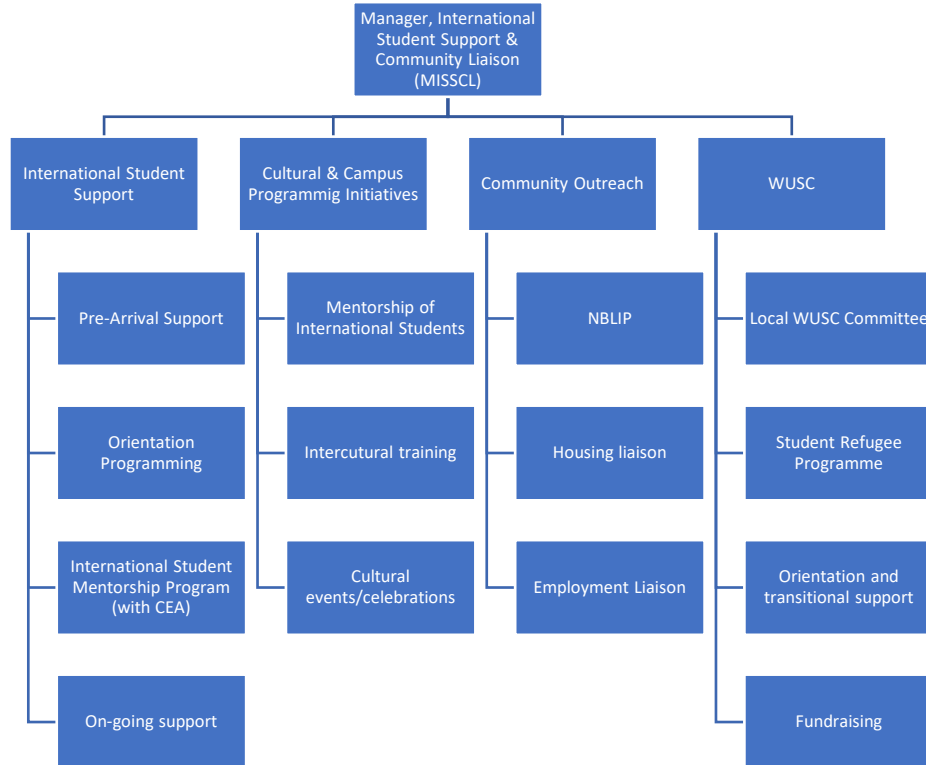 Manager, International
Student Support &
Community Liaison
(MISSCL)
International Student
Support
Cultural & Campus
Programmig Initiatives
Community Outreach
WUSC
Pre-Arrival Support
Mentorship of
International Students
NBLIP
Local WUSC Committee
Orientation
Programming
Intercutural training
Housing liaison
Student Refugee
Programme
International Student
Mentorship Program
(with CEA)
Cultural
events/celebrations
Employment Liaison
Orientation and
transitional support
On-going support
Fundraising